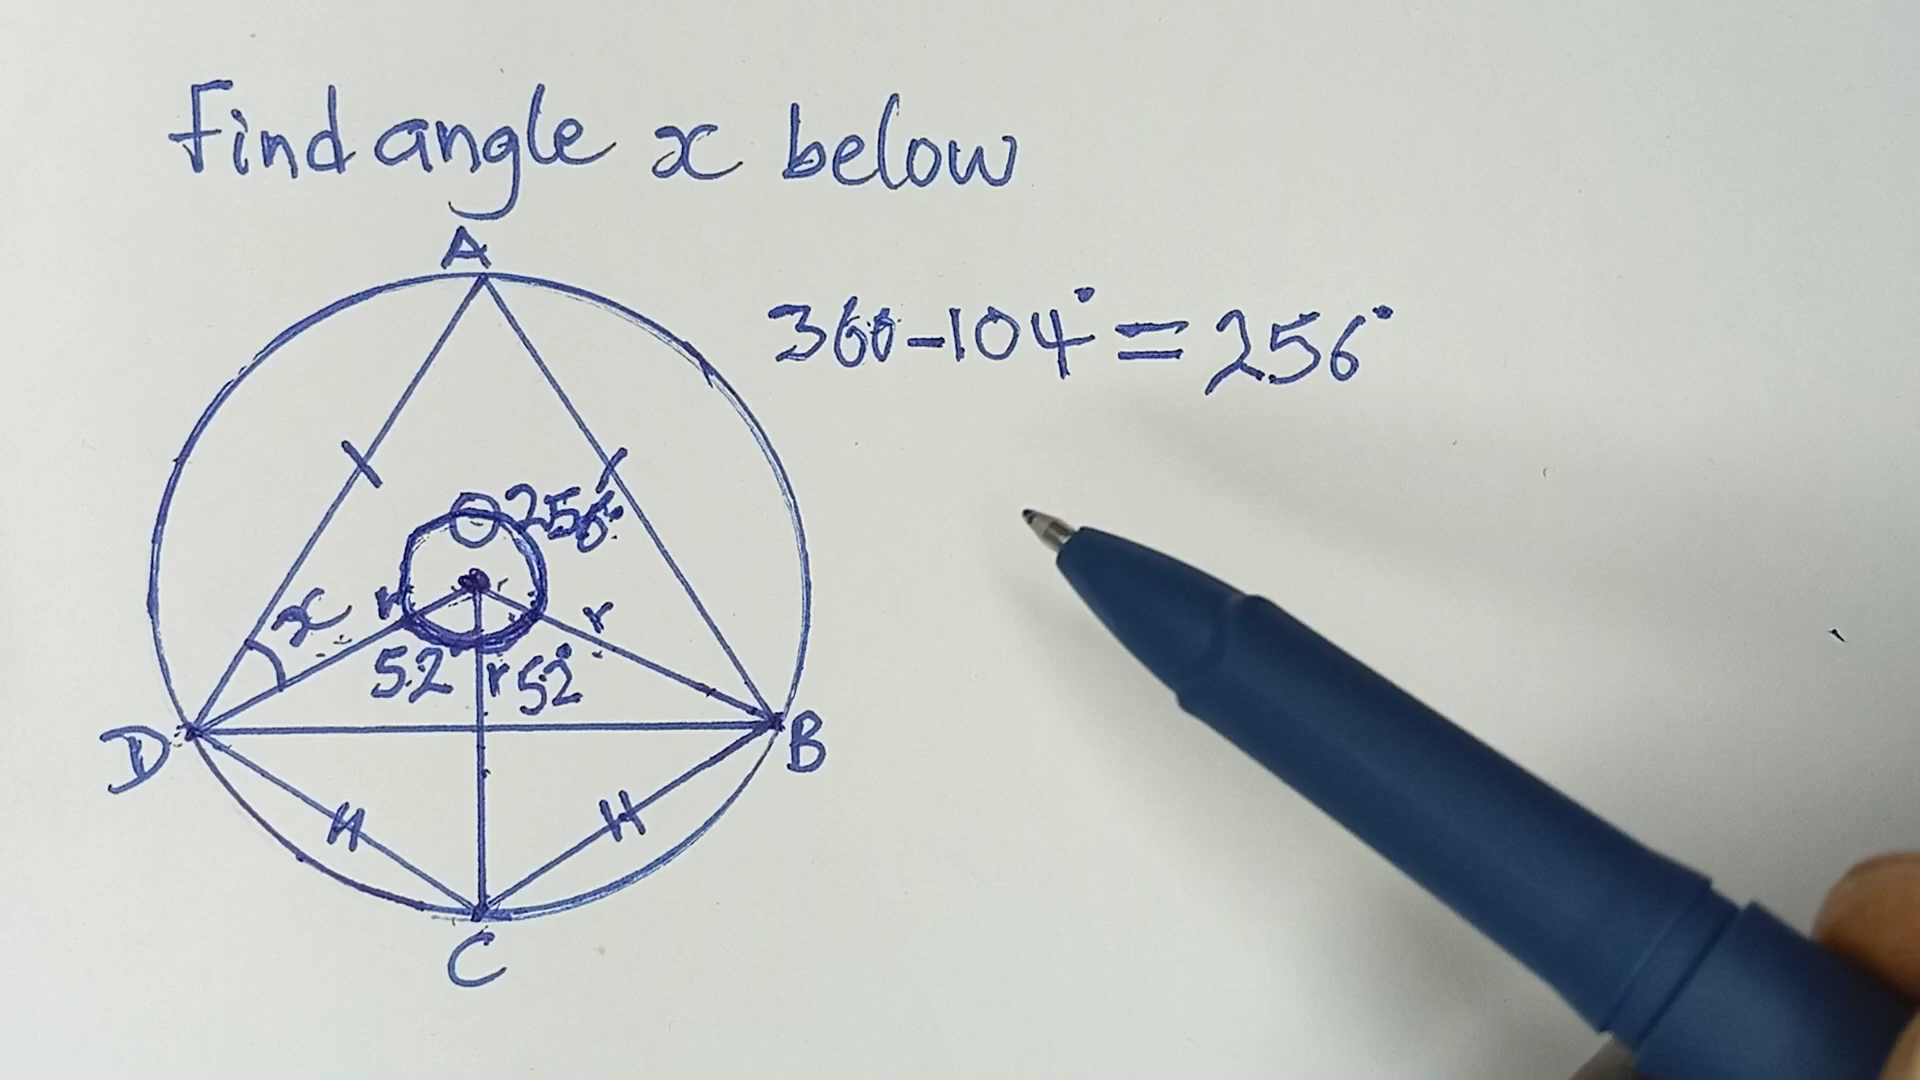 Find angle x below
A
360-104°=256°
O 256°
x r r
52 r 52°
D B
C